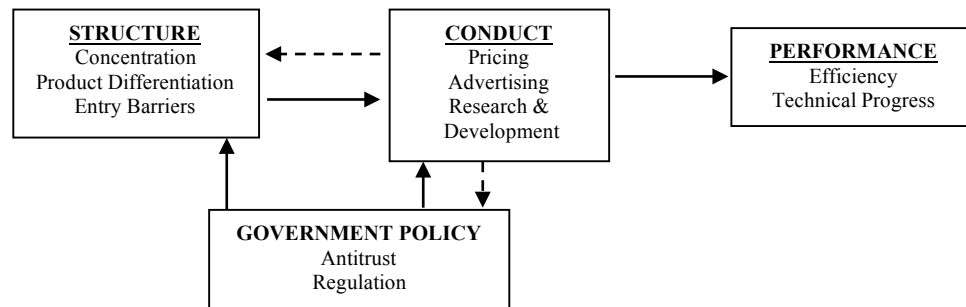 STRUCTURE
Concentration
Product Differentiation
Entry Barriers
CONDUCT
Pricing
Advertising
Research &
Development
PERFORMANCE
Efficiency
Technical Progress
GOVERNMENT POLICY
Antitrust
Regulation